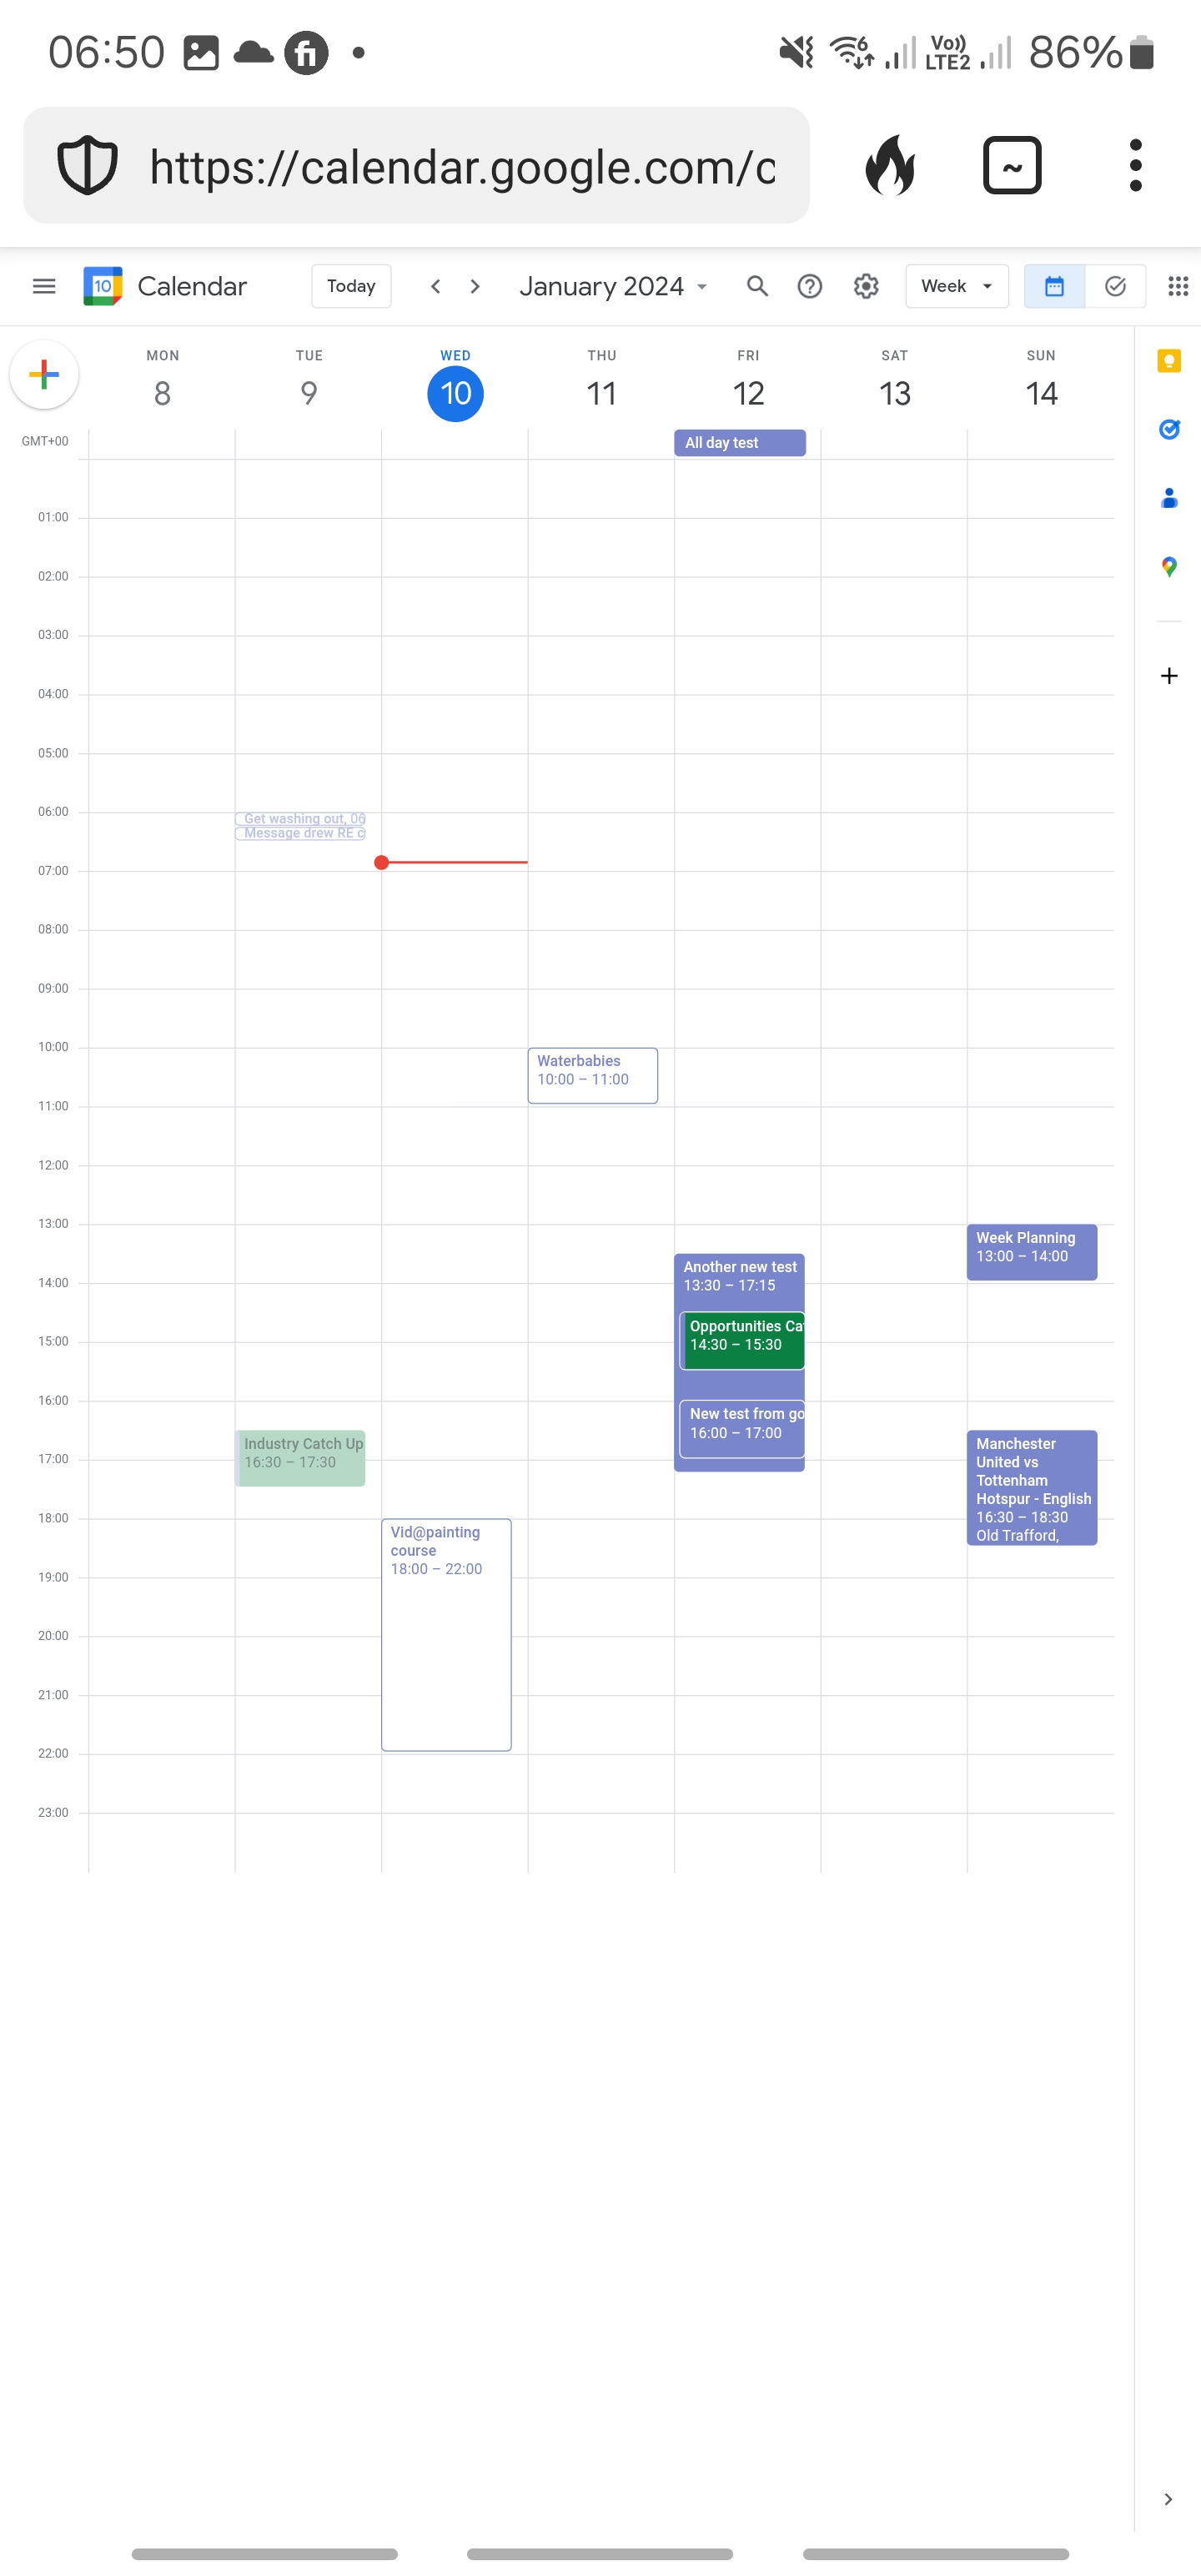 06:50
fi
6
Vo))
LTE2
86%
https://calendar.google.com/c
~
10
Calendar
Today
January 2024
Week
MON
TUE
WED
THU
FRI
SAT
SUN
8
9
10
11
12
13
14
GMT+00
All day test
01:00
02:00
03:00
04:00
05:00
06:00
Get washing out, 06
Message drew RE c
07:00
08:00
09:00
10:00
Waterbabies
10:00 – 11:00
11:00
12:00
13:00
Week Planning
13:00 – 14:00
Another new test
13:30 – 17:15
14:00
Opportunities Cat
14:30 – 15:30
15:00
16:00
New test from go
16:00 – 17:00
Industry Catch Up
16:30 – 17:30
Manchester
United vs
Tottenham
Hotspur - English
16:30 – 18:30
Old Trafford,
17:00
18:00
Vid@painting
course
18:00 – 22:00
19:00
20:00
21:00
22:00
23:00